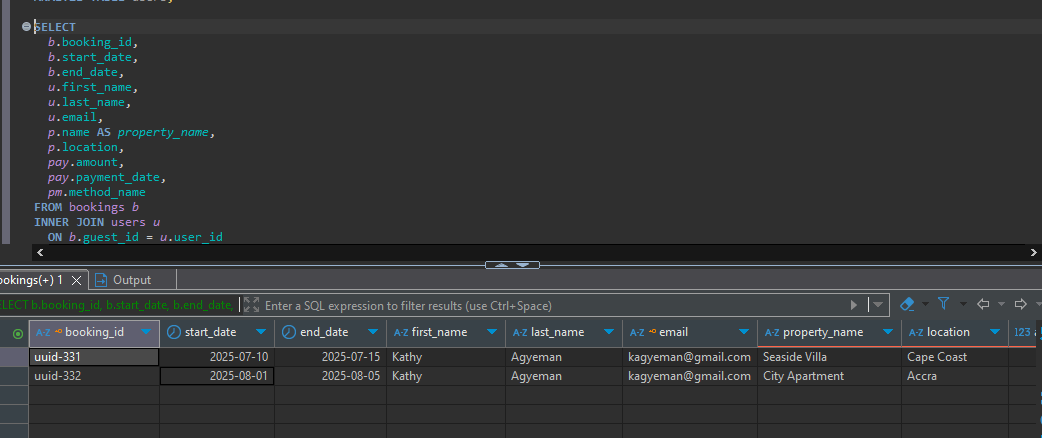 SELECT
b.booking_id,
b.start_date,
b.end_date,
u.first_name,
u.last_name,
u.email,
p.name AS property_name,
p.location,
pay.amount,
pay.payment_date,
pm.method_name
FROM bookings b
INNER JOIN users u
ON b.guest_id = u.user_id
ookings(+) 1 Output
ELECT b.booking_id, b.start_date, b.end_date, Enter a SQL expression to filter results (use Ctrl+Space)
A-Z booking_id start_date end_date A-Z first_name A-Z last_name A-Z email A-Z property_name A-Z location 123
uuid-331 2025-07-10 2025-07-15 Kathy Agyeman kagyeman@gmail.com Seaside Villa Cape Coast
uuid-332 2025-08-01 2025-08-05 Kathy Agyeman kagyeman@gmail.com City Apartment Accra